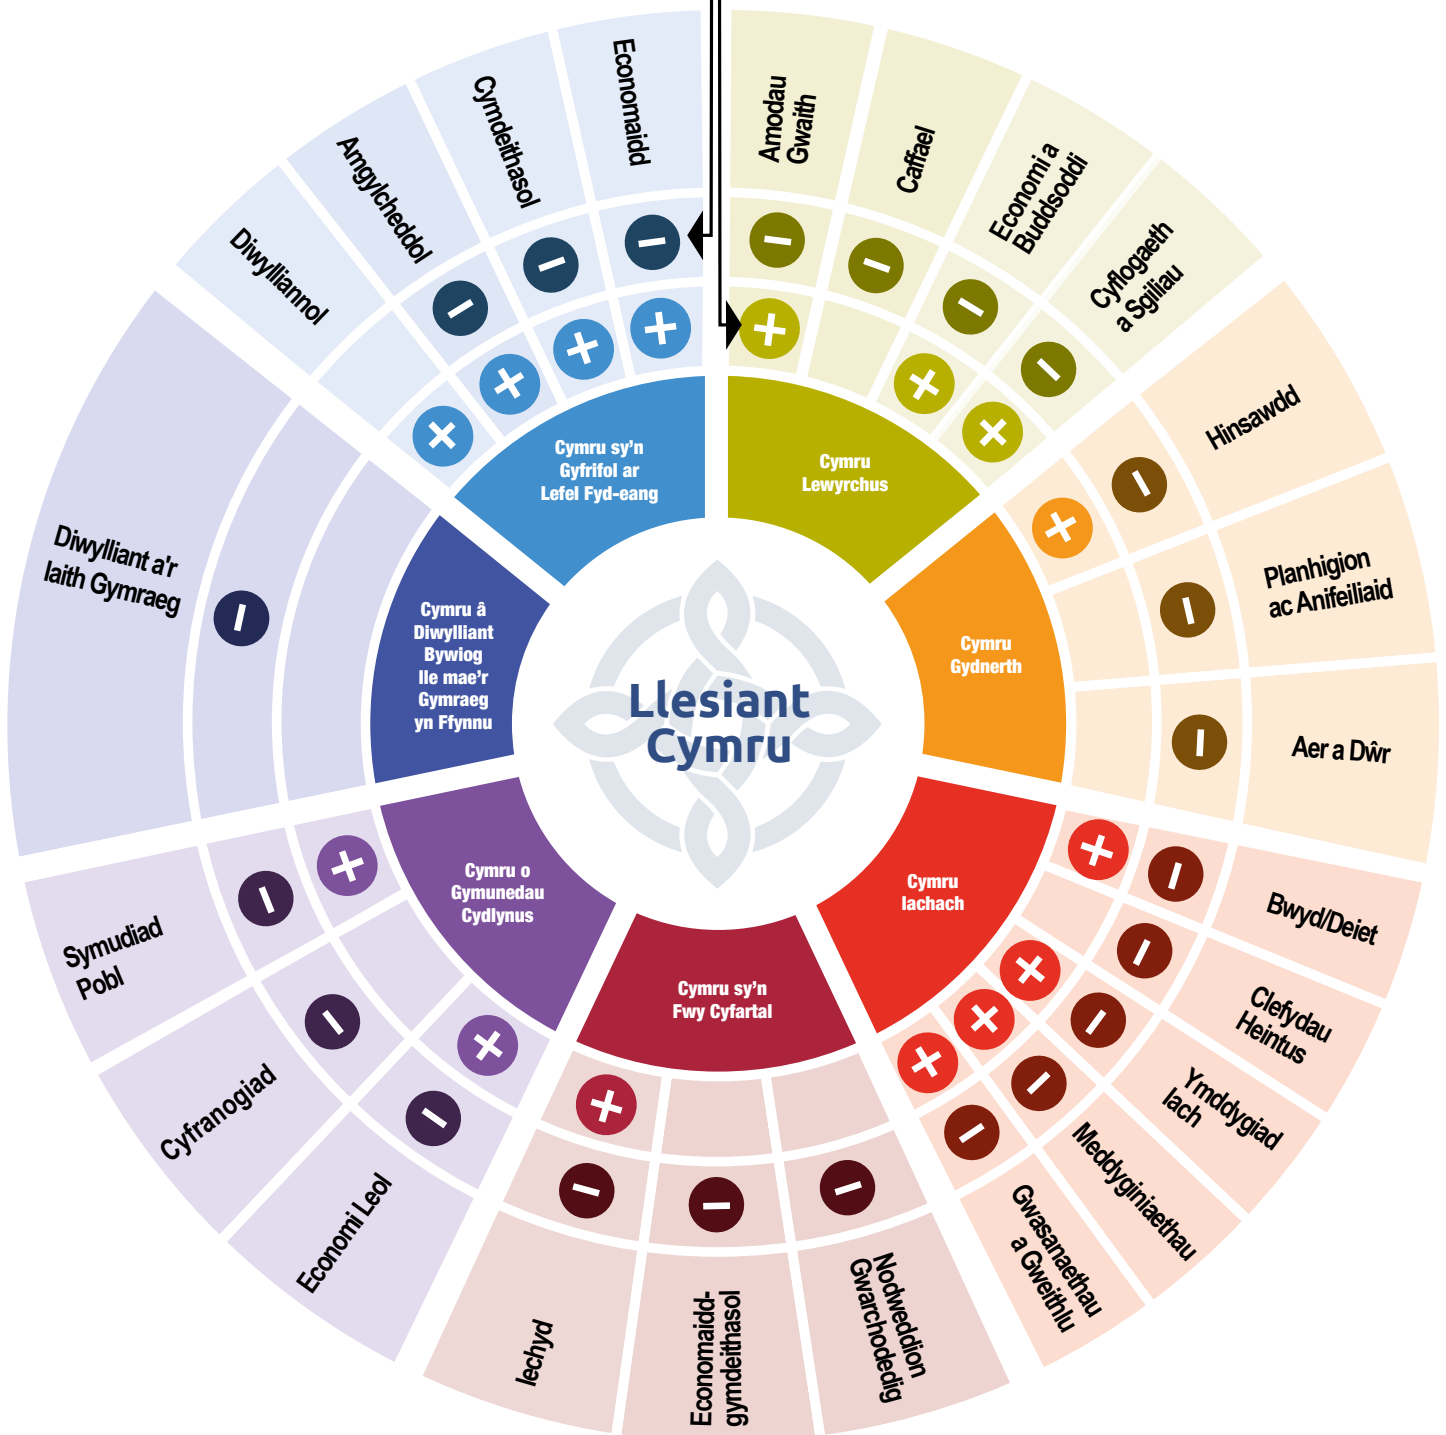 Llesiant
Cymru
Cymru
Lewyrchus
Amodau
Gwaith
Caffael
Economi a
Buddsoddi
Cyflogaeth
a Sgiliau
Cymru
Gydnerth
Hinsawdd
Planhigion
ac Anifeiliaid
Aer a Dŵr
Cymru
Iachach
Bwyd/Deiet
Clefydau
Heintus
Ymddygiad
Iach
Meddyginiaethau
Gwasanaethau
a Gweithlu
Cymru sy’n
Fwy Cyfartal
Nodweddion
Gwarchodedig
Economaidd-
gymdeithasol
Iechyd
Cymru o
Gymunedau
Cydlynus
Economi Leol
Cyfranogiad
Symudiad
Pobl
Cymru â
Diwylliant
Bywiog
lle mae’r
Gymraeg
yn Ffynnu
Diwylliant a'r
Iaith Gymraeg
Cymru sy’n
Gyfrifol ar
Lefel Fyd-eang
Diwylliannol
Amgylcheddol
Cymdeithasol
Economaidd